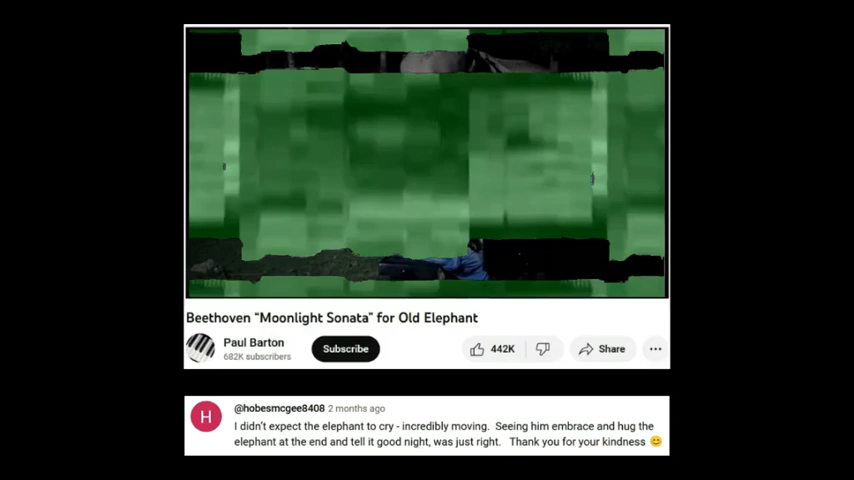 Beethoven “Moonlight Sonata” for Old Elephant
Paul Barton
682K subscribers
Subscribe
442K
Share
H
@hobesmcgee8408 2 months ago
I didn’t expect the elephant to cry - incredibly moving. Seeing him embrace and hug the
elephant at the end and tell it good night, was just right. Thank you for your kindness 😊